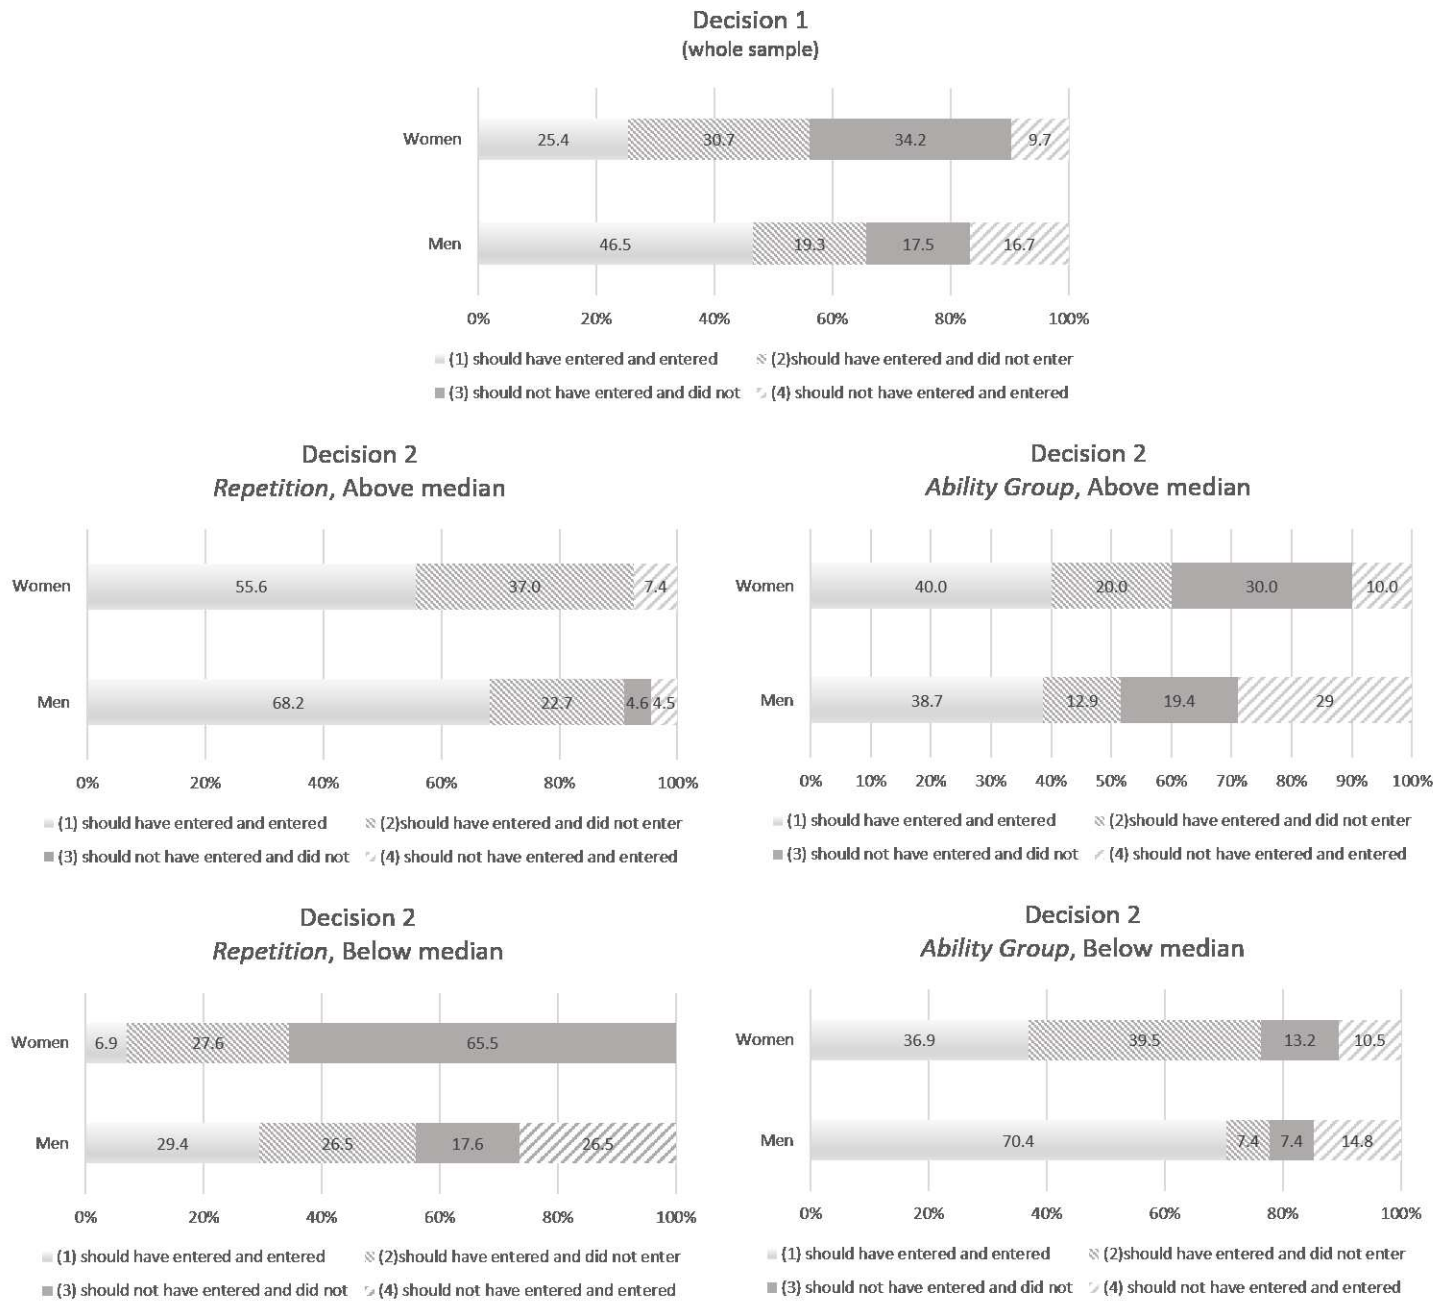 Decision 1
(whole sample)
Women
25.4 30.7 34.2 9.7
Men
46.5 19.3 17.5 16.7
0% 20% 40% 60% 80% 100%
(1) should have entered and entered (2)should have entered and did not enter
(3) should not have entered and did not (4) should not have entered and entered
Decision 2
Repetition, Above median
Women
55.6 37.0 7.4
Men
68.2 22.7 4.6 4.5
0% 20% 40% 60% 80% 100%
(1) should have entered and entered (2)should have entered and did not enter
(3) should not have entered and did not (4) should not have entered and entered
Decision 2
Ability Group, Above median
Women
40.0 20.0 30.0 10.0
Men
38.7 12.9 19.4 29
0% 10% 20% 30% 40% 50% 60% 70% 80% 90% 100%
(1) should have entered and entered (2)should have entered and did not enter
(3) should not have entered and did not (4) should not have entered and entered
Decision 2
Repetition, Below median
Women
6.9 27.6 65.5
Men
29.4 26.5 17.6 26.5
0% 20% 40% 60% 80% 100%
(1) should have entered and entered (2)should have entered and did not enter
(3) should not have entered and did not (4) should not have entered and entered
Decision 2
Ability Group, Below median
Women
36.9 39.5 13.2 10.5
Men
70.4 7.4 7.4 14.8
0% 20% 40% 60% 80% 100%
(1) should have entered and entered (2)should have entered and did not enter
(3) should not have entered and did not (4) should not have entered and entered